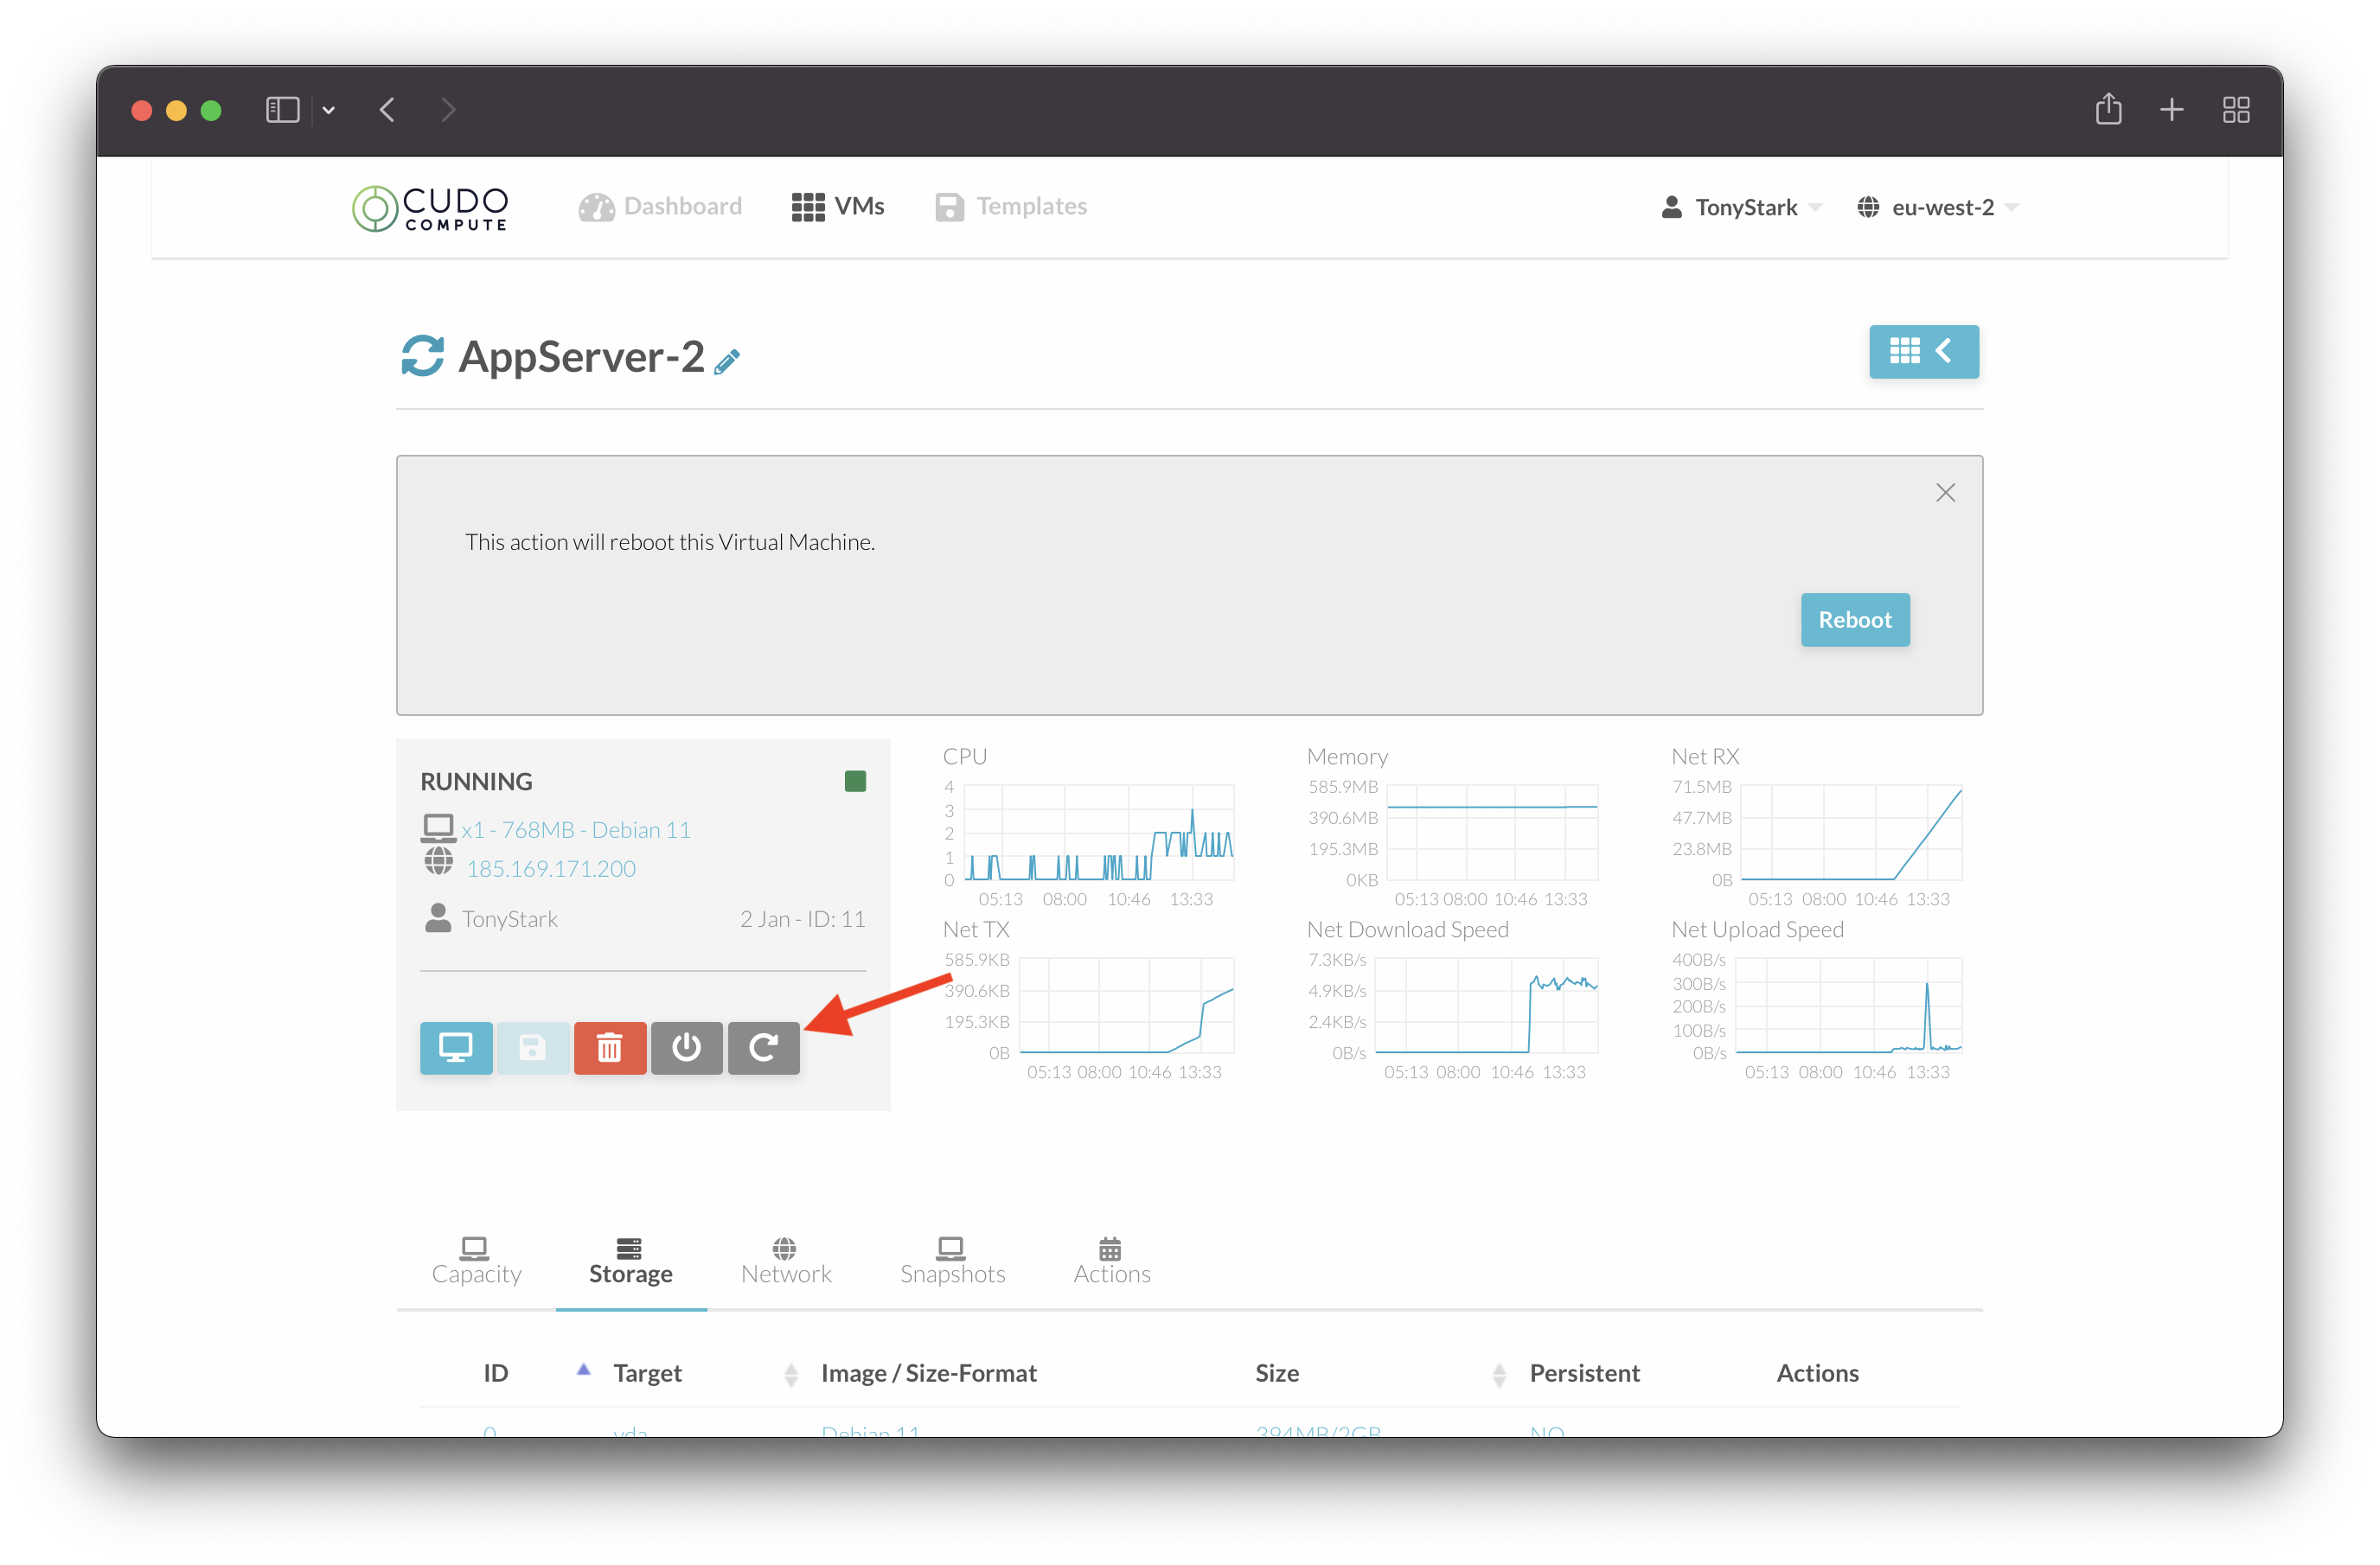 CUDO
COMPUTE
Dashboard
VMs
Templates
TonyStark
eu-west-2
AppServer-2
This action will reboot this Virtual Machine.
Reboot
RUNNING
x1 - 768MB - Debian 11
185.169.171.200
TonyStark
2 Jan - ID: 11
CPU
4
3
2
1
0
05:13 08:00 10:46 13:33
Memory
585.9MB
390.6MB
195.3MB
0KB
05:13 08:00 10:46 13:33
Net RX
71.5MB
47.7MB
23.8MB
0B
05:13 08:00 10:46 13:33
Net TX
585.9KB
390.6KB
195.3KB
0B
05:13 08:00 10:46 13:33
Net Download Speed
7.3KB/s
4.9KB/s
2.4KB/s
0B/s
05:13 08:00 10:46 13:33
Net Upload Speed
400B/s
300B/s
200B/s
100B/s
0B/s
05:13 08:00 10:46 13:33
Capacity
Storage
Network
Snapshots
Actions
ID Target Image / Size-Format Size Persistent Actions
0 vda Debian 11 394MB/2GB NO